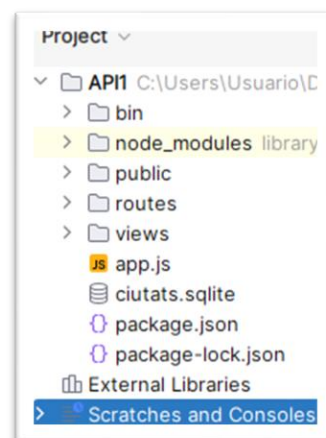 Project
API1 C:\Users\Usuario\D
bin
node_modules library
public
routes
views
JS app.js
ciutats.sqlite
{} package.json
{} package-lock.json
External Libraries
Scratches and Consoles